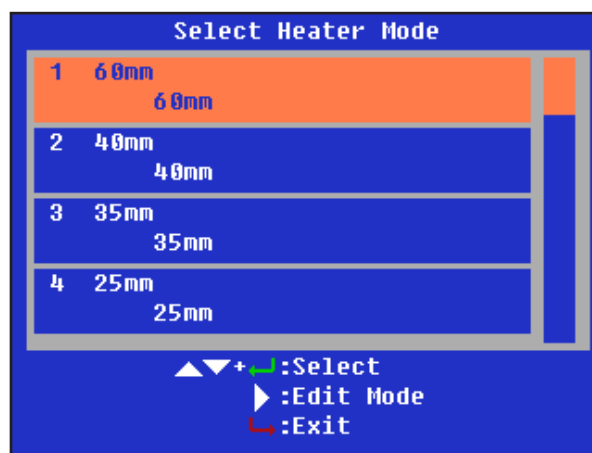 Select Heater Mode
1 60mm
60mm
2 40mm
40mm
3 35mm
35mm
4 25mm
25mm
+:Select
:Edit Mode
:Exit